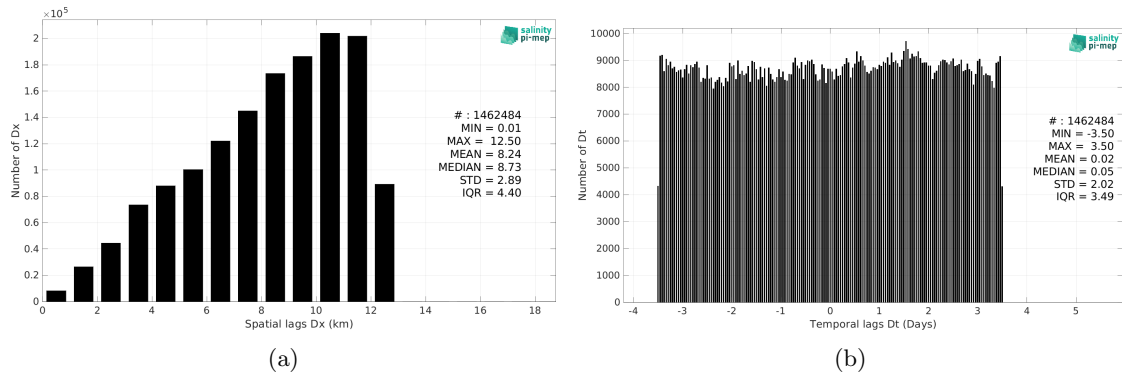 ×10^5
2
1.8
1.6
1.4
1.2
1
0.8
0.6
0.4
0.2
0
Number of Dx
salinity
pi-mep
# : 1462484
MIN = 0.01
MAX = 12.50
MEAN = 8.24
MEDIAN = 8.73
STD = 2.89
IQR = 4.40
0 2 4 6 8 10 12 14 16 18
Spatial lags Dx (km)
(a)
10000
9000
8000
7000
6000
5000
4000
3000
2000
1000
0
Number of Dt
salinity
pi-mep
# : 1462484
MIN = -3.50
MAX = 3.50
MEAN = 0.02
MEDIAN = 0.05
STD = 2.02
IQR = 3.49
-4 -3 -2 -1 0 1 2 3 4 5
Temporal lags Dt (Days)
(b)